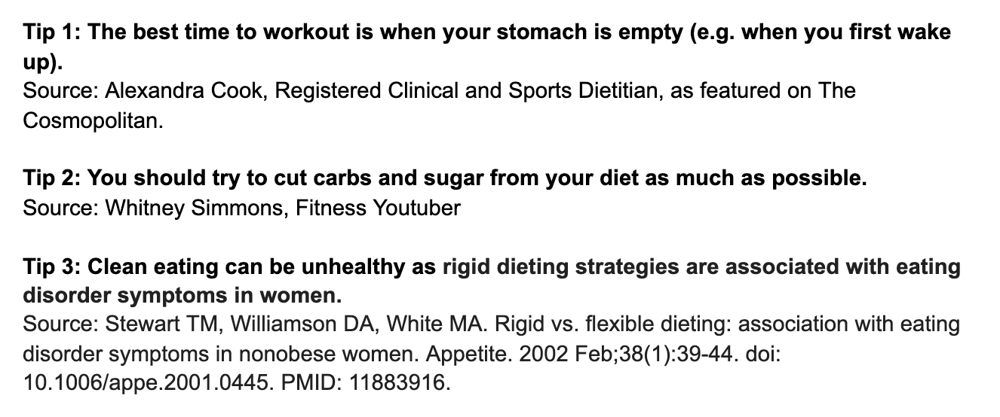 Tip 1: The best time to workout is when your stomach is empty (e.g. when you first wake
up).
Source: Alexandra Cook, Registered Clinical and Sports Dietitian, as featured on The
Cosmopolitan.
Tip 2: You should try to cut carbs and sugar from your diet as much as possible.
Source: Whitney Simmons, Fitness Youtuber
Tip 3: Clean eating can be unhealthy as rigid dieting strategies are associated with eating
disorder symptoms in women.
Source: Stewart TM, Williamson DA, White MA. Rigid vs. flexible dieting: association with eating
disorder symptoms in nonobese women. Appetite. 2002 Feb;38(1):39-44. doi:
10.1006/appe.2001.0445. PMID: 11883916.